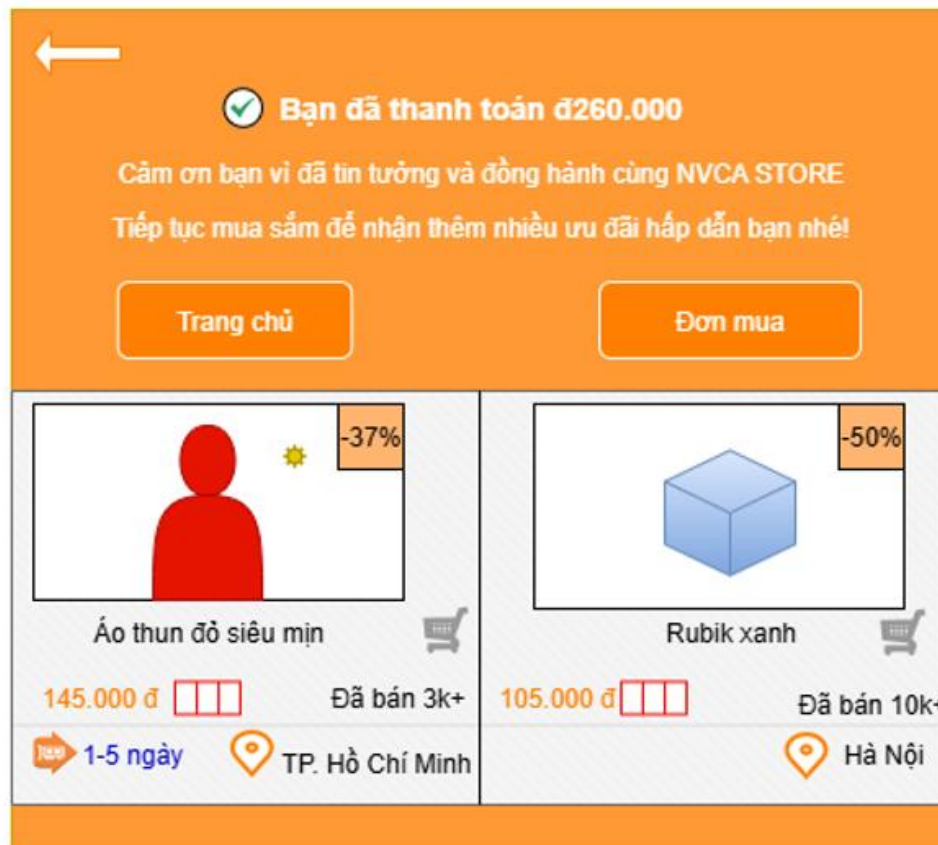 Bạn đã thanh toán đ260.000
Cảm ơn bạn vì đã tin tưởng và đồng hành cùng NVCA STORE
Tiếp tục mua sắm để nhận thêm nhiều ưu đãi hấp dẫn bạn nhé!
Trang chủ
Đơn mua
-37%
-50%
Áo thun đỏ siêu mịn
Rubik xanh
145.000 đ
Đã bán 3k+
105.000 đ
Đã bán 10k+
1-5 ngày
TP. Hồ Chí Minh
Hà Nội